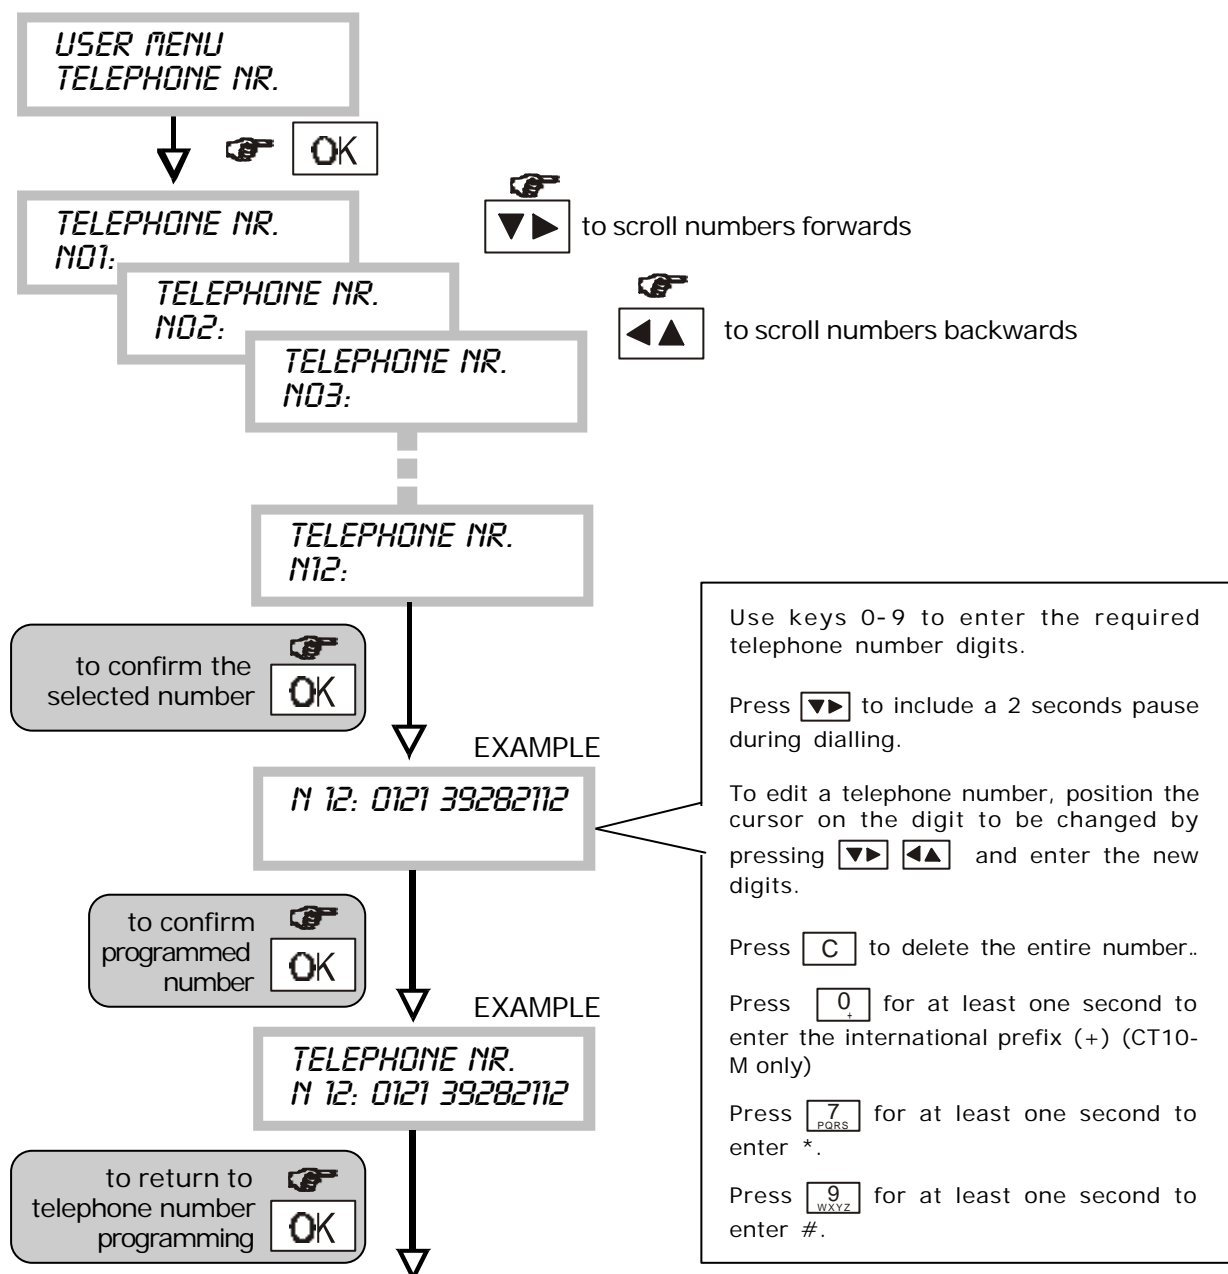 USER MENU
TELEPHONE NR.
OK
TELEPHONE NR.
N01:
▼▶ to scroll numbers forwards
TELEPHONE NR.
N02:
◀▲ to scroll numbers backwards
TELEPHONE NR.
N03:
TELEPHONE NR.
N12:
to confirm the
selected number OK
EXAMPLE
N 12: 0121 39282112
to confirm
programmed
number OK
EXAMPLE
TELEPHONE NR.
N 12: 0121 39282112
to return to
telephone number
programming OK
Use keys 0-9 to enter the required
telephone number digits.
Press ▼▶ to include a 2 seconds pause
during dialling.
To edit a telephone number, position the
cursor on the digit to be changed by
pressing ▼▶ ◀▲ and enter the new
digits.
Press C to delete the entire number..
Press 0 + for at least one second to
enter the international prefix (+) (CT10-
M only)
Press 7 PQRS for at least one second to
enter *.
Press 9 WXYZ for at least one second to
enter #.